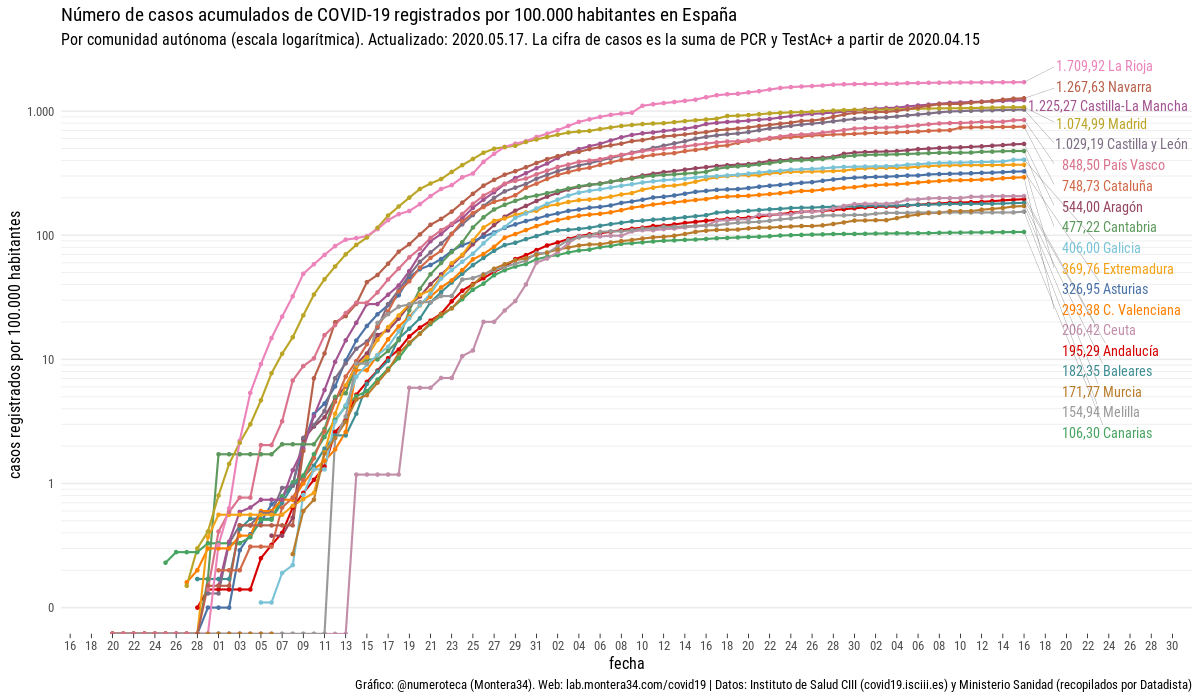 Número de casos acumulados de COVID-19 registrados por 100.000 habitantes en España
Por comunidad autónoma (escala logarítmica). Actualizado: 2020.05.17. La cifra de casos es la suma de PCR y TestAc+ a partir de 2020.04.15
casos registrados por 100.000 habitantes
1.000
100
10
1
0
1.709,92 La Rioja
1.267,63 Navarra
1.225,27 Castilla-La Mancha
1.074,99 Madrid
1.029,19 Castilla y León
848,50 País Vasco
748,73 Cataluña
544,00 Aragón
477,22 Cantabria
406,00 Galicia
369,76 Extremadura
326,95 Asturias
293,38 C. Valenciana
206,42 Ceuta
195,29 Andalucía
182,35 Baleares
171,77 Murcia
154,94 Melilla
106,30 Canarias
16 18 20 22 24 26 28 01 03 05 07 09 11 13 15 17 19 21 23 25 27 29 31 02 04 06 08 10 12 14 16 18 20 22 24 26 28 30 02 04 06 08 10 12 14 16 18 20 22 24 26 28 30
fecha
Gráfico: @numeroteca (Montera34). Web: lab.montera34.com/covid19 | Datos: Instituto de Salud CIII (covid19.isciii.es) y Ministerio Sanidad (recopilados por Datadista)